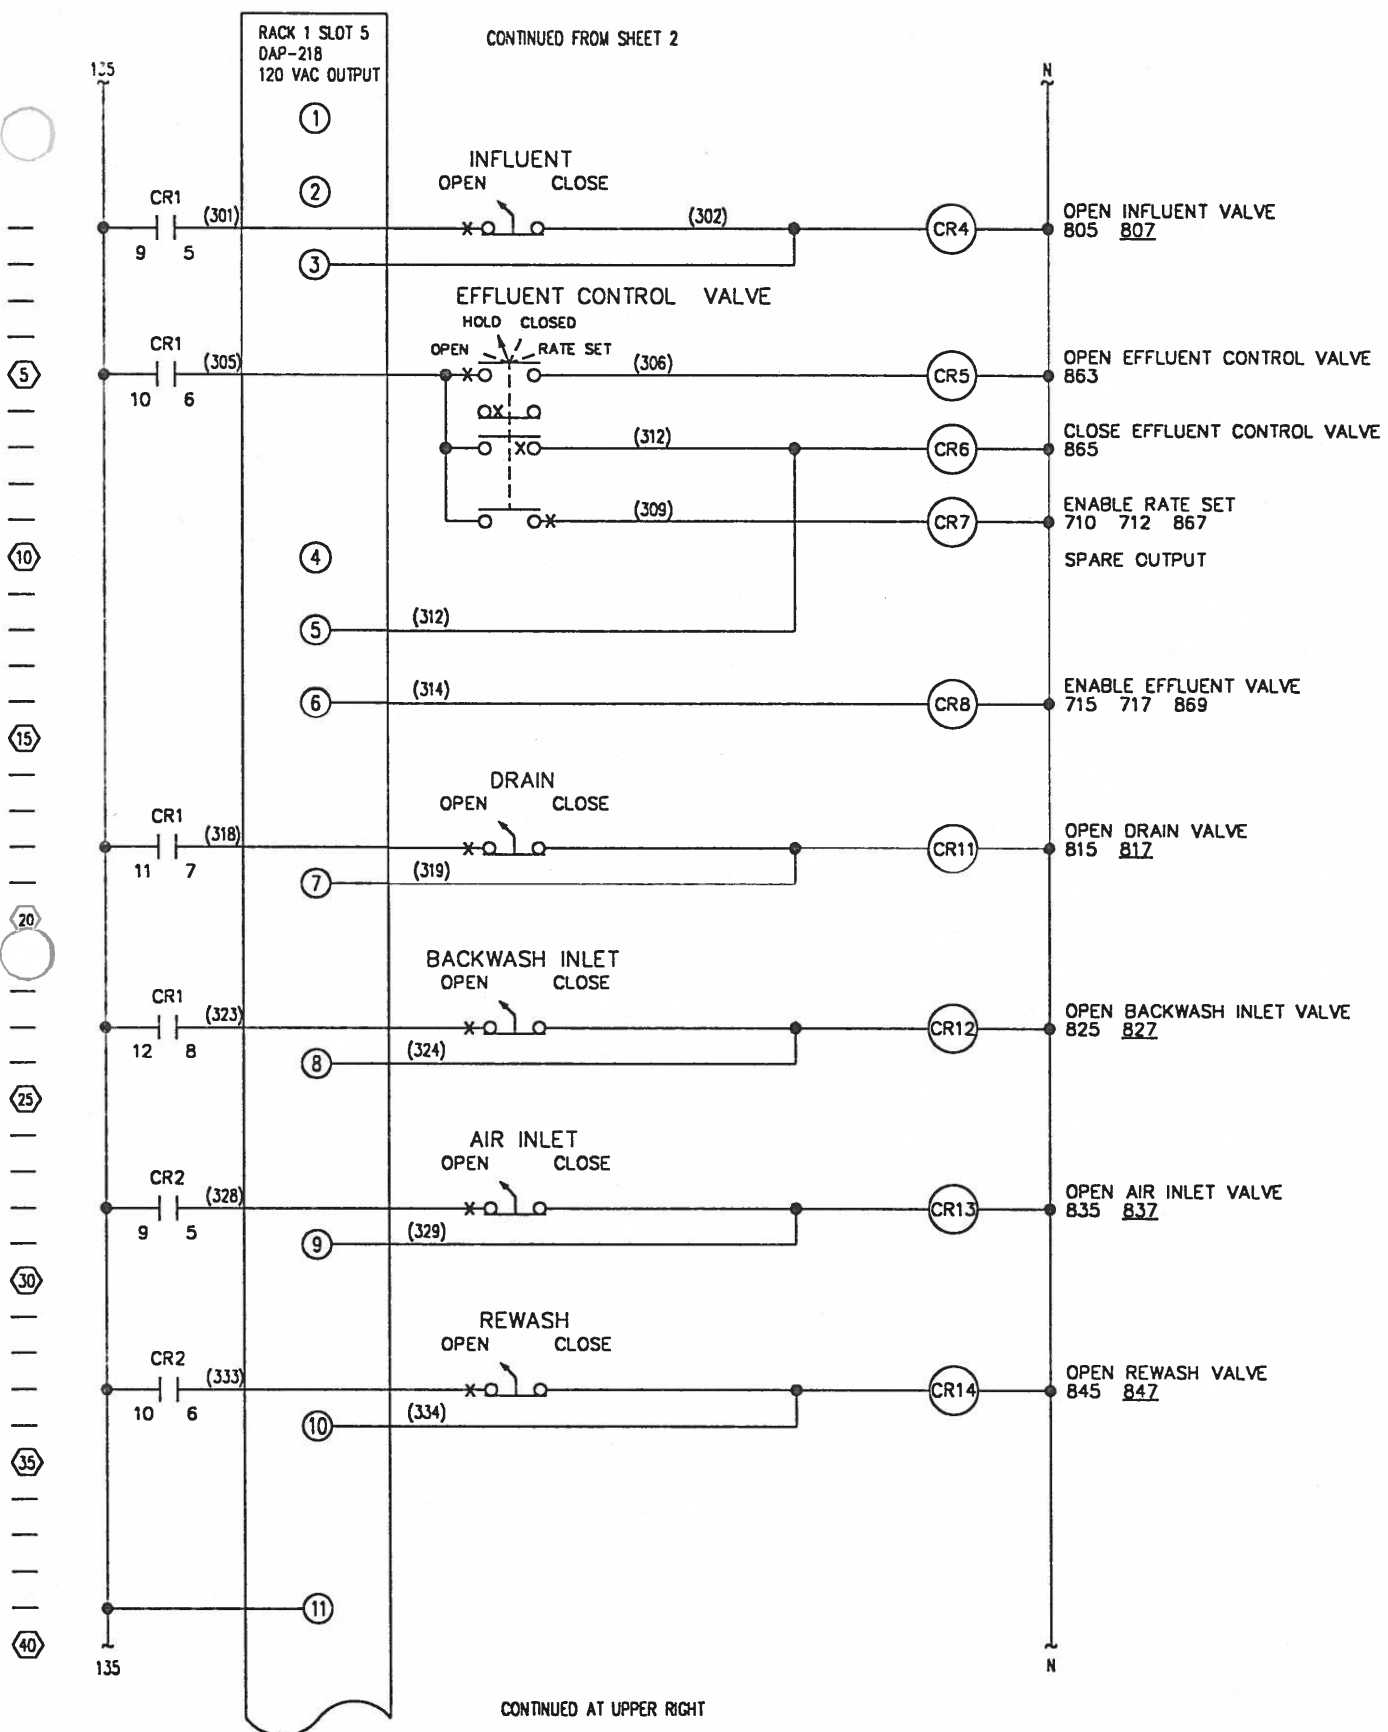 RACK 1 SLOT 5
DAP-218
120 VAC OUTPUT
CONTINUED FROM SHEET 2
135
N
1
INFLUENT
OPEN CLOSE
2
CR1
(301)
(302)
CR4
OPEN INFLUENT VALVE
805 807
9 5
3
EFFLUENT CONTROL VALVE
HOLD CLOSED
OPEN RATE SET
CR1
(305)
(306)
5
CR5
OPEN EFFLUENT CONTROL VALVE
863
10 6
X
(312)
CR6
CLOSE EFFLUENT CONTROL VALVE
865
X
(309)
CR7
ENABLE RATE SET
710 712 867
10
4
SPARE OUTPUT
5
(312)
6
(314)
CR8
ENABLE EFFLUENT VALVE
715 717 869
15
DRAIN
OPEN CLOSE
CR1
(318)
CR11
OPEN DRAIN VALVE
815 817
11 7
7
(319)
20
BACKWASH INLET
OPEN CLOSE
CR1
(323)
CR12
OPEN BACKWASH INLET VALVE
825 827
12 8
8
(324)
25
AIR INLET
OPEN CLOSE
CR2
(328)
CR13
OPEN AIR INLET VALVE
835 837
9 5
9
(329)
30
REWASH
OPEN CLOSE
CR2
(333)
CR14
OPEN REWASH VALVE
845 847
10 6
10
(334)
35
11
40
135
N
CONTINUED AT UPPER RIGHT